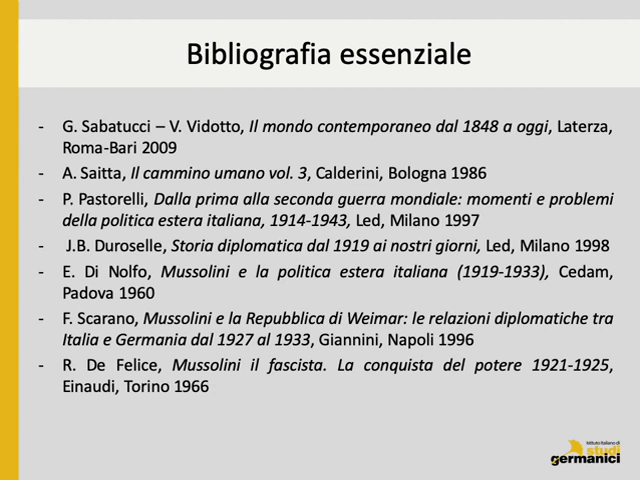 Bibliografia essenziale
- G. Sabatucci – V. Vidotto, Il mondo contemporaneo dal 1848 a oggi, Laterza,
Roma-Bari 2009
- A. Saitta, Il cammino umano vol. 3, Calderini, Bologna 1986
- P. Pastorelli, Dalla prima alla seconda guerra mondiale: momenti e problemi
della politica estera italiana, 1914-1943, Led, Milano 1997
- J.B. Duroselle, Storia diplomatica dal 1919 ai nostri giorni, Led, Milano 1998
- E. Di Nolfo, Mussolini e la politica estera italiana (1919-1933), Cedam,
Padova 1960
- F. Scarano, Mussolini e la Repubblica di Weimar: le relazioni diplomatiche tra
Italia e Germania dal 1927 al 1933, Giannini, Napoli 1996
- R. De Felice, Mussolini il fascista. La conquista del potere 1921-1925,
Einaudi, Torino 1966
Istituto Italiano di
studi
germanici